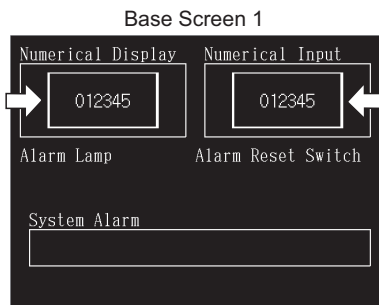 Base Screen 1
Numerical Display Numerical Input
012345 012345
Alarm Lamp Alarm Reset Switch
System Alarm